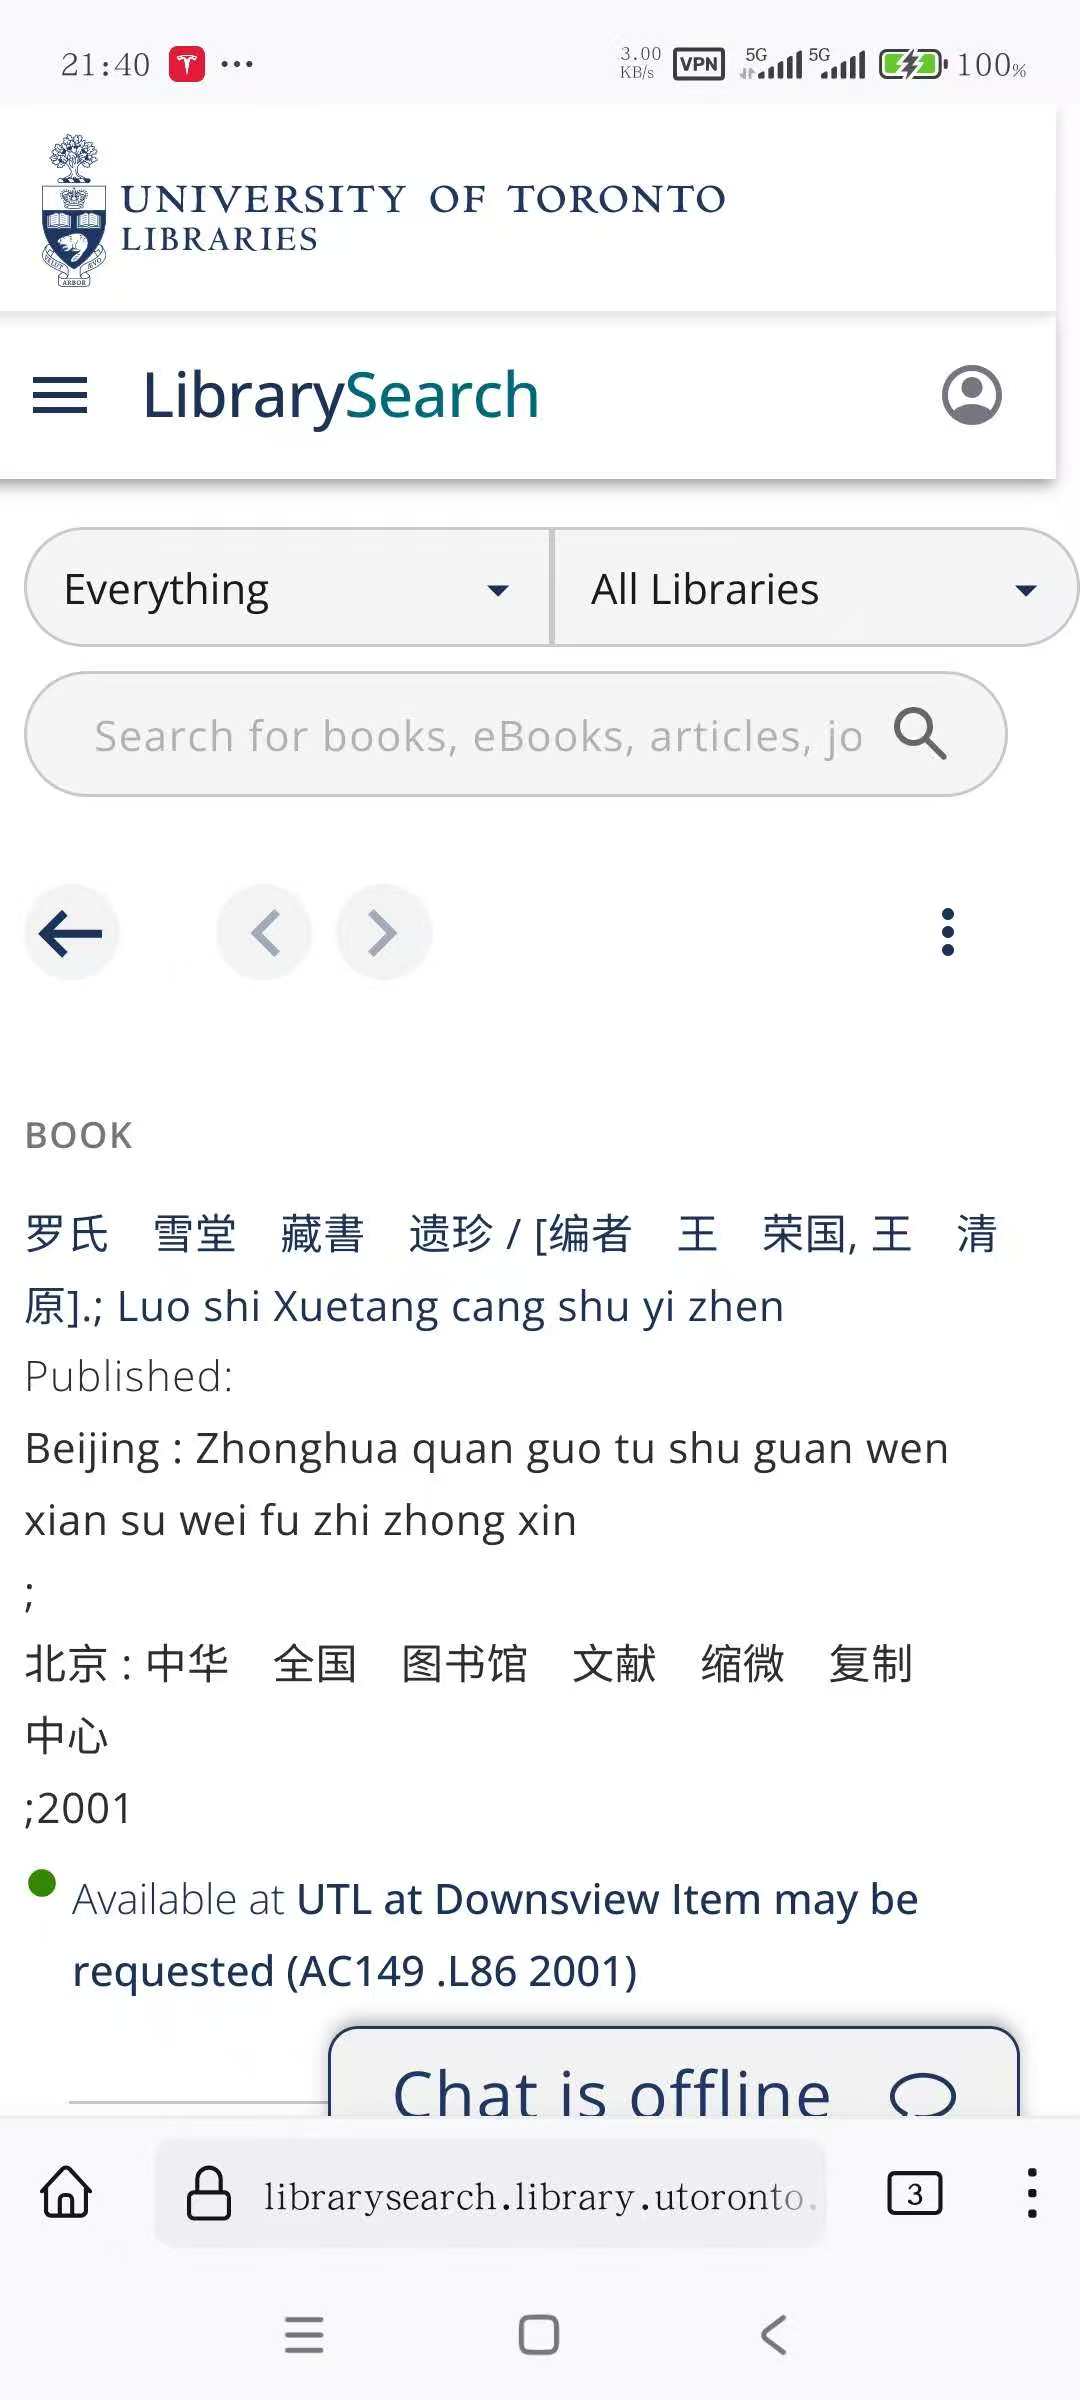 21:40 ... 3.00 KB/s VPN 5G 5G 100%
UNIVERSITY OF TORONTO
LIBRARIES
LibrarySearch
Everything All Libraries
Search for books, eBooks, articles, jo
BOOK
罗氏　雪堂　藏書　遗珍 / [编者　王　荣国, 王　清
原].; Luo shi Xuetang cang shu yi zhen
Published:
Beijing : Zhonghua quan guo tu shu guan wen
xian su wei fu zhi zhong xin
;
北京 : 中华　全国　图书馆　文献　缩微　复制
中心
;2001
Available at UTL at Downsview Item may be
requested (AC149 .L86 2001)
Chat is offline
librarysearch.library.utoronto.
3